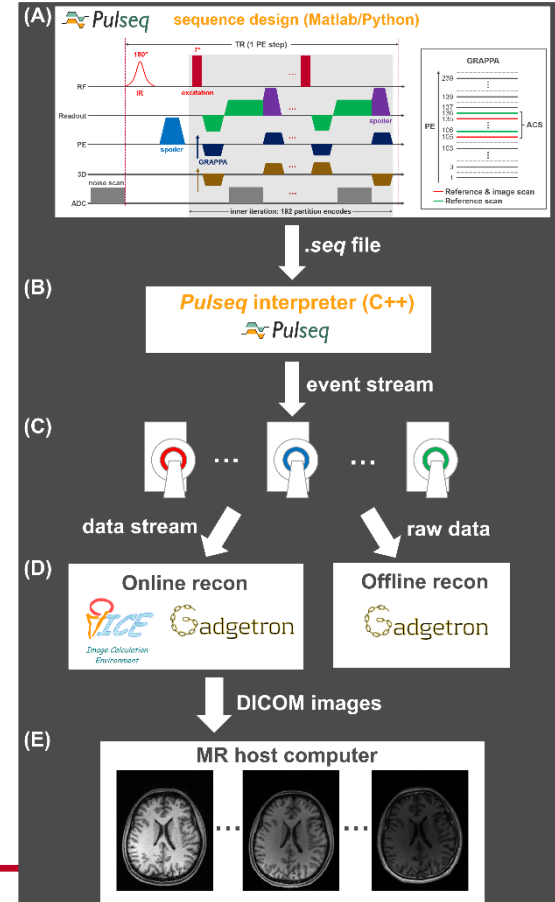 (A)
Pulseq sequence design (Matlab/Python)
TR (1 PE step)
180°
7°
RF
IR
excitation
...
Readout
spoiler
PE
spoiler
GRAPPA
3D
noise scan
...
ADC
inner iteration: 192 partition encodes
GRAPPA
PE
239
139
137
136
135
106
105
103
3
1
ACS
Reference & image scan
Reference scan
.seq file
(B)
Pulseq interpreter (C++)
Pulseq
event stream
(C)
... ...
data stream
raw data
(D)
Online recon
Offline recon
ICE
Image Calculation
Environment
Gadgetron
Gadgetron
DICOM images
(E)
MR host computer
... ...